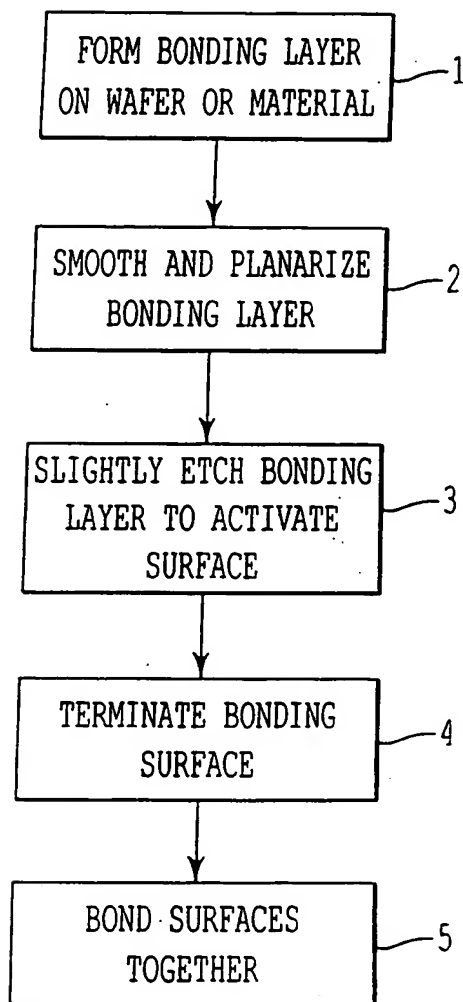 FORM BONDING LAYER
ON WAFER OR MATERIAL
1
SMOOTH AND PLANARIZE
BONDING LAYER
2
SLIGHTLY ETCH BONDING
LAYER TO ACTIVATE
SURFACE
3
TERMINATE BONDING
SURFACE
4
BOND SURFACES
TOGETHER
5